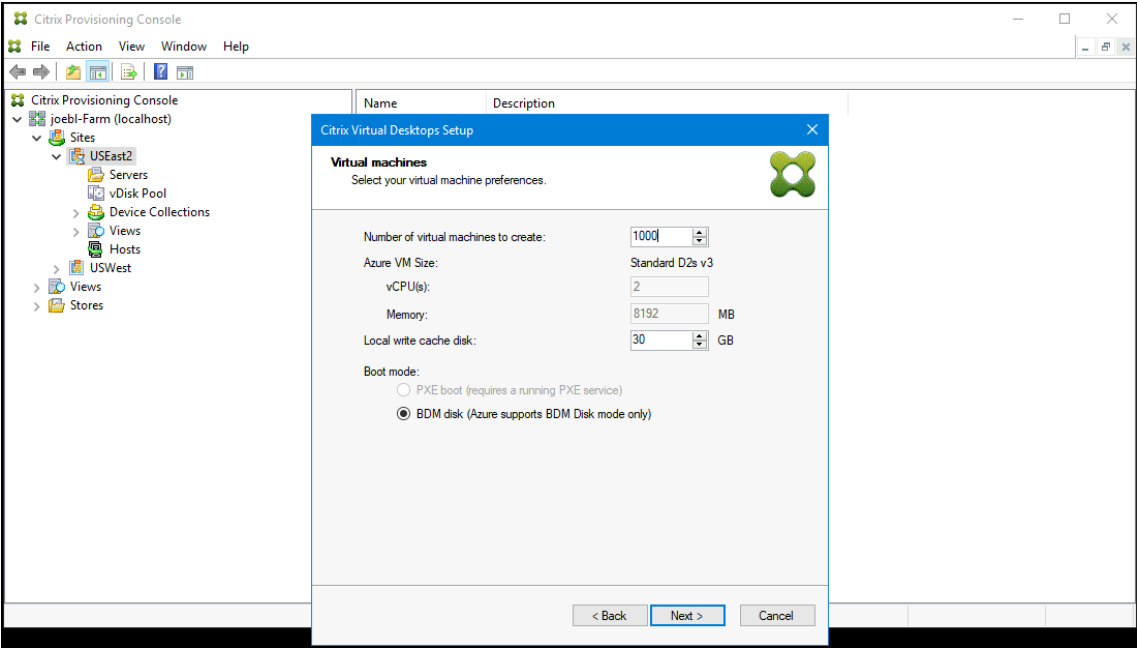 Citrix Provisioning Console
File Action View Window Help
Citrix Provisioning Console
joebl-Farm (localhost)
Sites
USEast2
Servers
vDisk Pool
Device Collections
Views
Hosts
USWest
Views
Stores
Name Description
Citrix Virtual Desktops Setup
Virtual machines
Select your virtual machine preferences.
Number of virtual machines to create: 1000
Azure VM Size: Standard D2s v3
vCPU(s): 2
Memory: 8192 MB
Local write cache disk: 30 GB
Boot mode:
PXE boot (requires a running PXE service)
BDM disk (Azure supports BDM Disk mode only)
< Back Next > Cancel